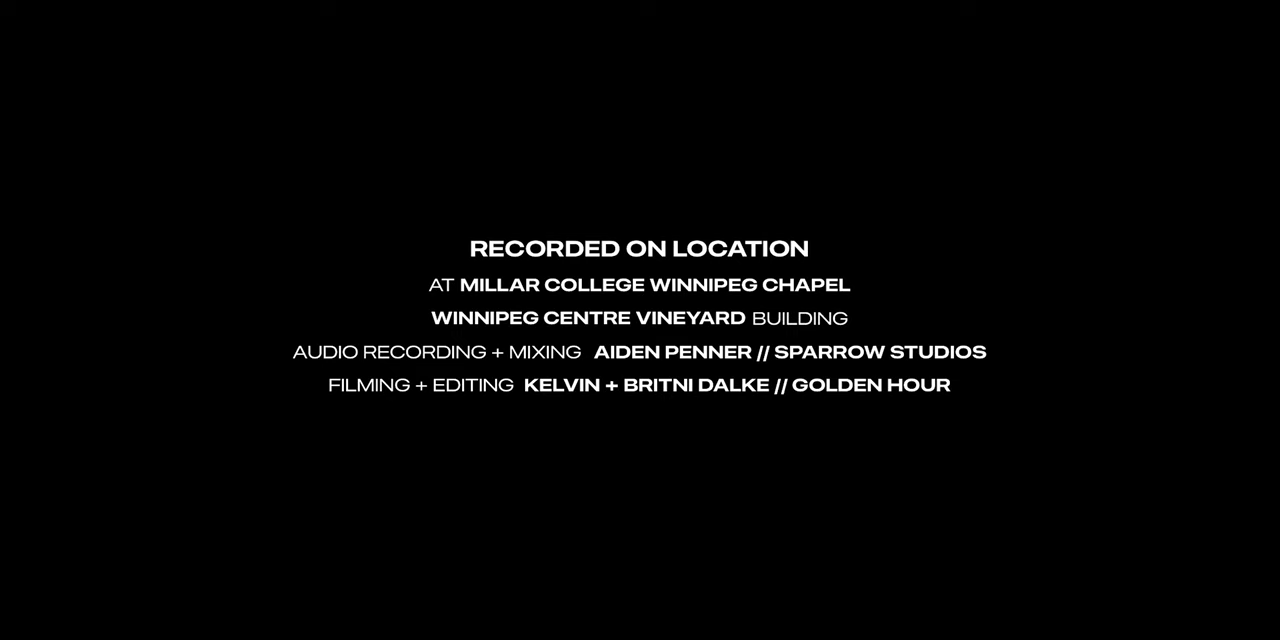 RECORDED ON LOCATION
AT MILLAR COLLEGE WINNIPEG CHAPEL
WINNIPEG CENTRE VINEYARD BUILDING
AUDIO RECORDING + MIXING AIDEN PENNER // SPARROW STUDIOS
FILMING + EDITING KELVIN + BRITNI DALKE // GOLDEN HOUR